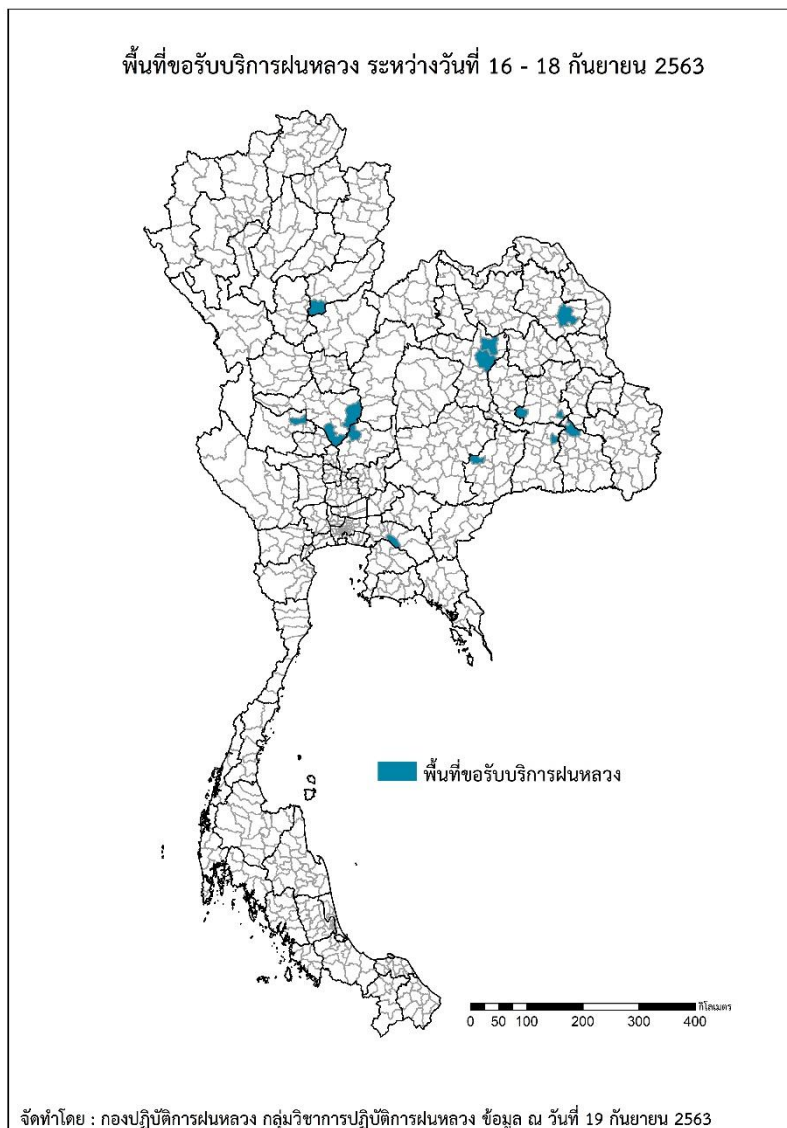 พื้นที่ขอรับบริการฝนหลวง ระหว่างวันที่ 16 - 18 กันยายน 2563
พื้นที่ขอรับบริการฝนหลวง
กิโลเมตร
0 50 100 200 300 400
จัดทำโดย : กองปฏิบัติการฝนหลวง กลุ่มวิชาการปฏิบัติการฝนหลวง ข้อมูล ณ วันที่ 19 กันยายน 2563